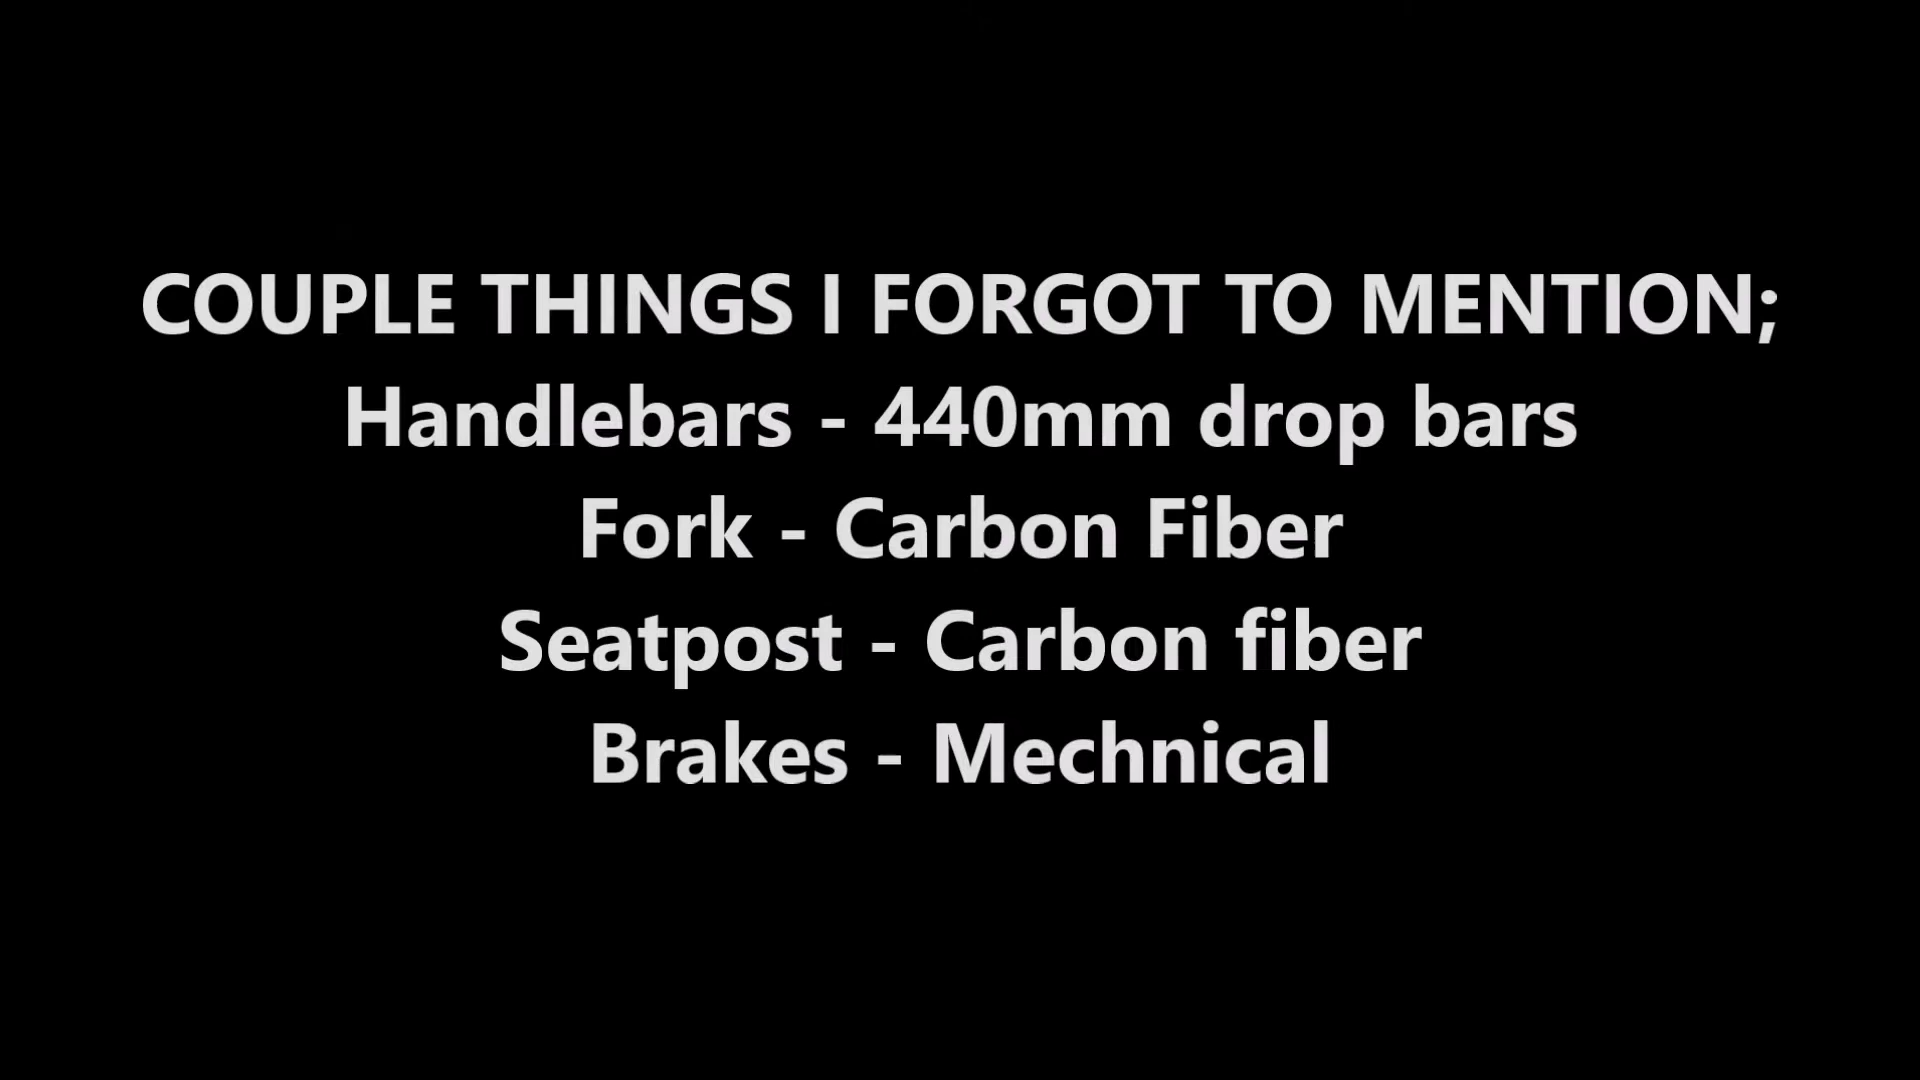 COUPLE THINGS I FORGOT TO MENTION;
Handlebars - 440mm drop bars
Fork - Carbon Fiber
Seatpost - Carbon fiber
Brakes - Mechnical